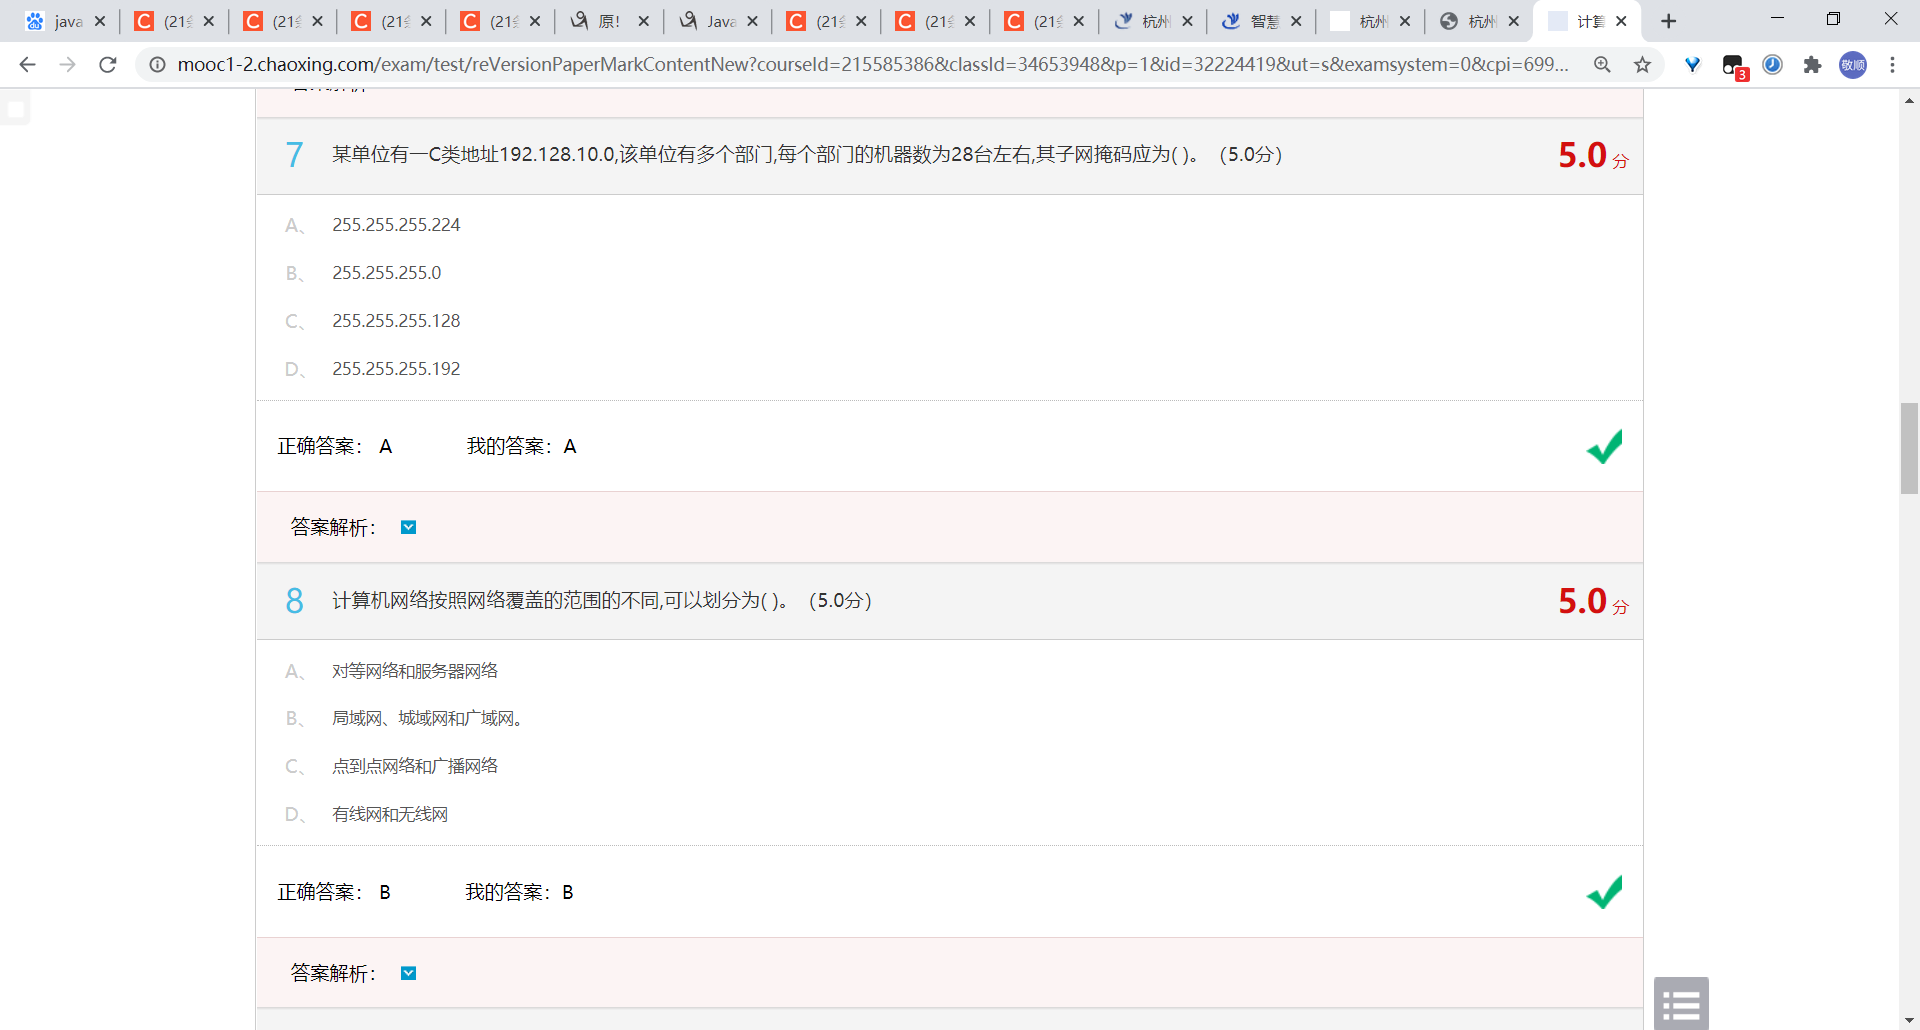 java
(21
(21
(21
(21
原!
Java
(21
(21
(21
杭州
智慧
杭州
杭州
计算
mooc1-2.chaoxing.com/exam/test/reVersionPaperMarkContentNew?courseId=215585386&classId=34653948&p=1&id=32224419&ut=s&examsystem=0&cpi=699...
3
敬顺
7 某单位有一C类地址192.128.10.0,该单位有多个部门,每个部门的机器数为28台左右,其子网掩码应为( )。（5.0分） 5.0 分
A、 255.255.255.224
B、 255.255.255.0
C、 255.255.255.128
D、 255.255.255.192
正确答案： A 我的答案：A
答案解析：
8 计算机网络按照网络覆盖的范围的不同,可以划分为( )。（5.0分） 5.0 分
A、 对等网络和服务器网络
B、 局域网、城域网和广域网。
C、 点到点网络和广播网络
D、 有线网和无线网
正确答案： B 我的答案：B
答案解析：